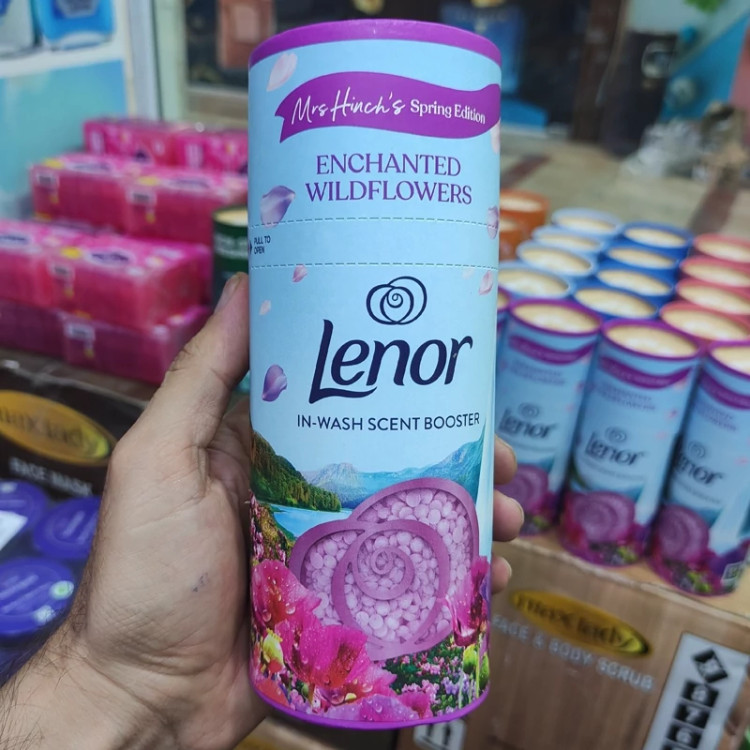 Mrs Hinch's Spring Edition
ENCHANTED
WILDFLOWERS
PULL TO
OPEN
Lenor
IN-WASH SCENT BOOSTER
Lenor
Lenor
Lenor
FACE MASK
FACE & BODY SCRUB